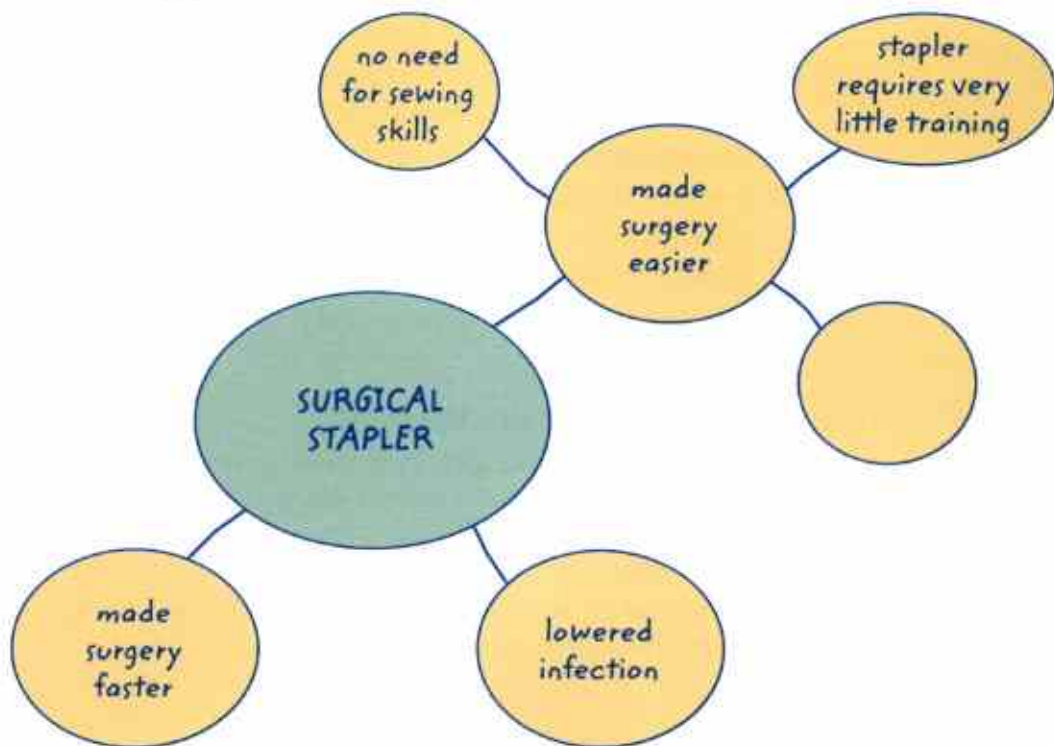 no need
for sewing
skills
stapler
requires very
little training
made
surgery
easier
SURGICAL
STAPLER
made
surgery
faster
lowered
infection